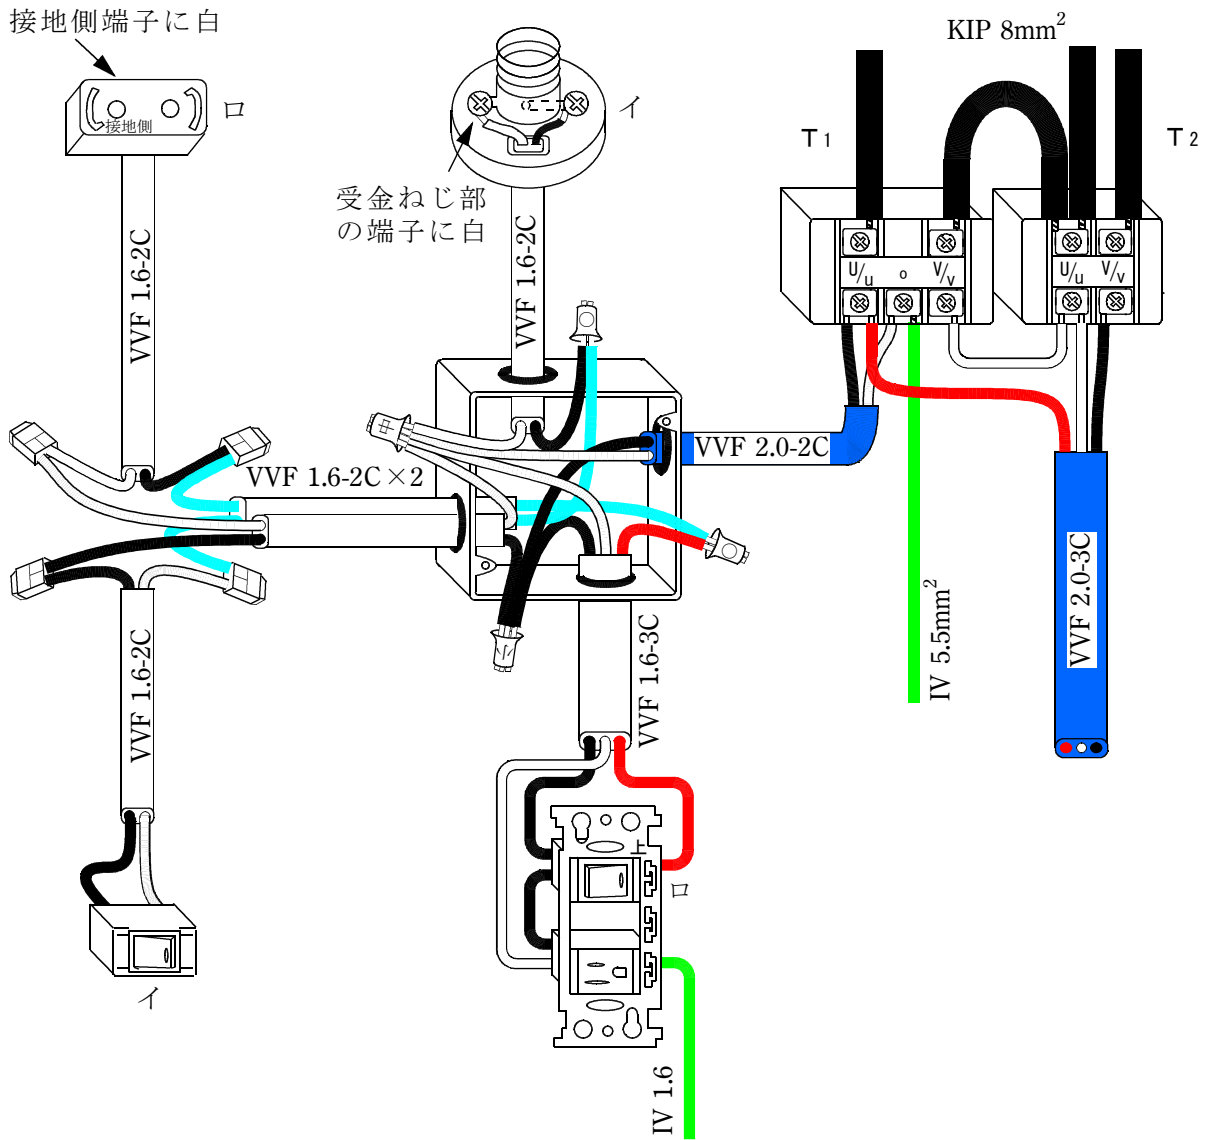 接地側端子に白
KIP 8mm²
ロ
接地側
イ
T1
T2
受金ねじ部
の端子に白
VVF 1.6-2C
VVF 1.6-2C
U/u
o
V/v
U/u
V/v
VVF 1.6-2C×2
VVF 2.0-2C
VVF 2.0-3C
IV 5.5mm²
VVF 1.6-2C
VVF 1.6-3C
上
ロ
イ
IV 1.6